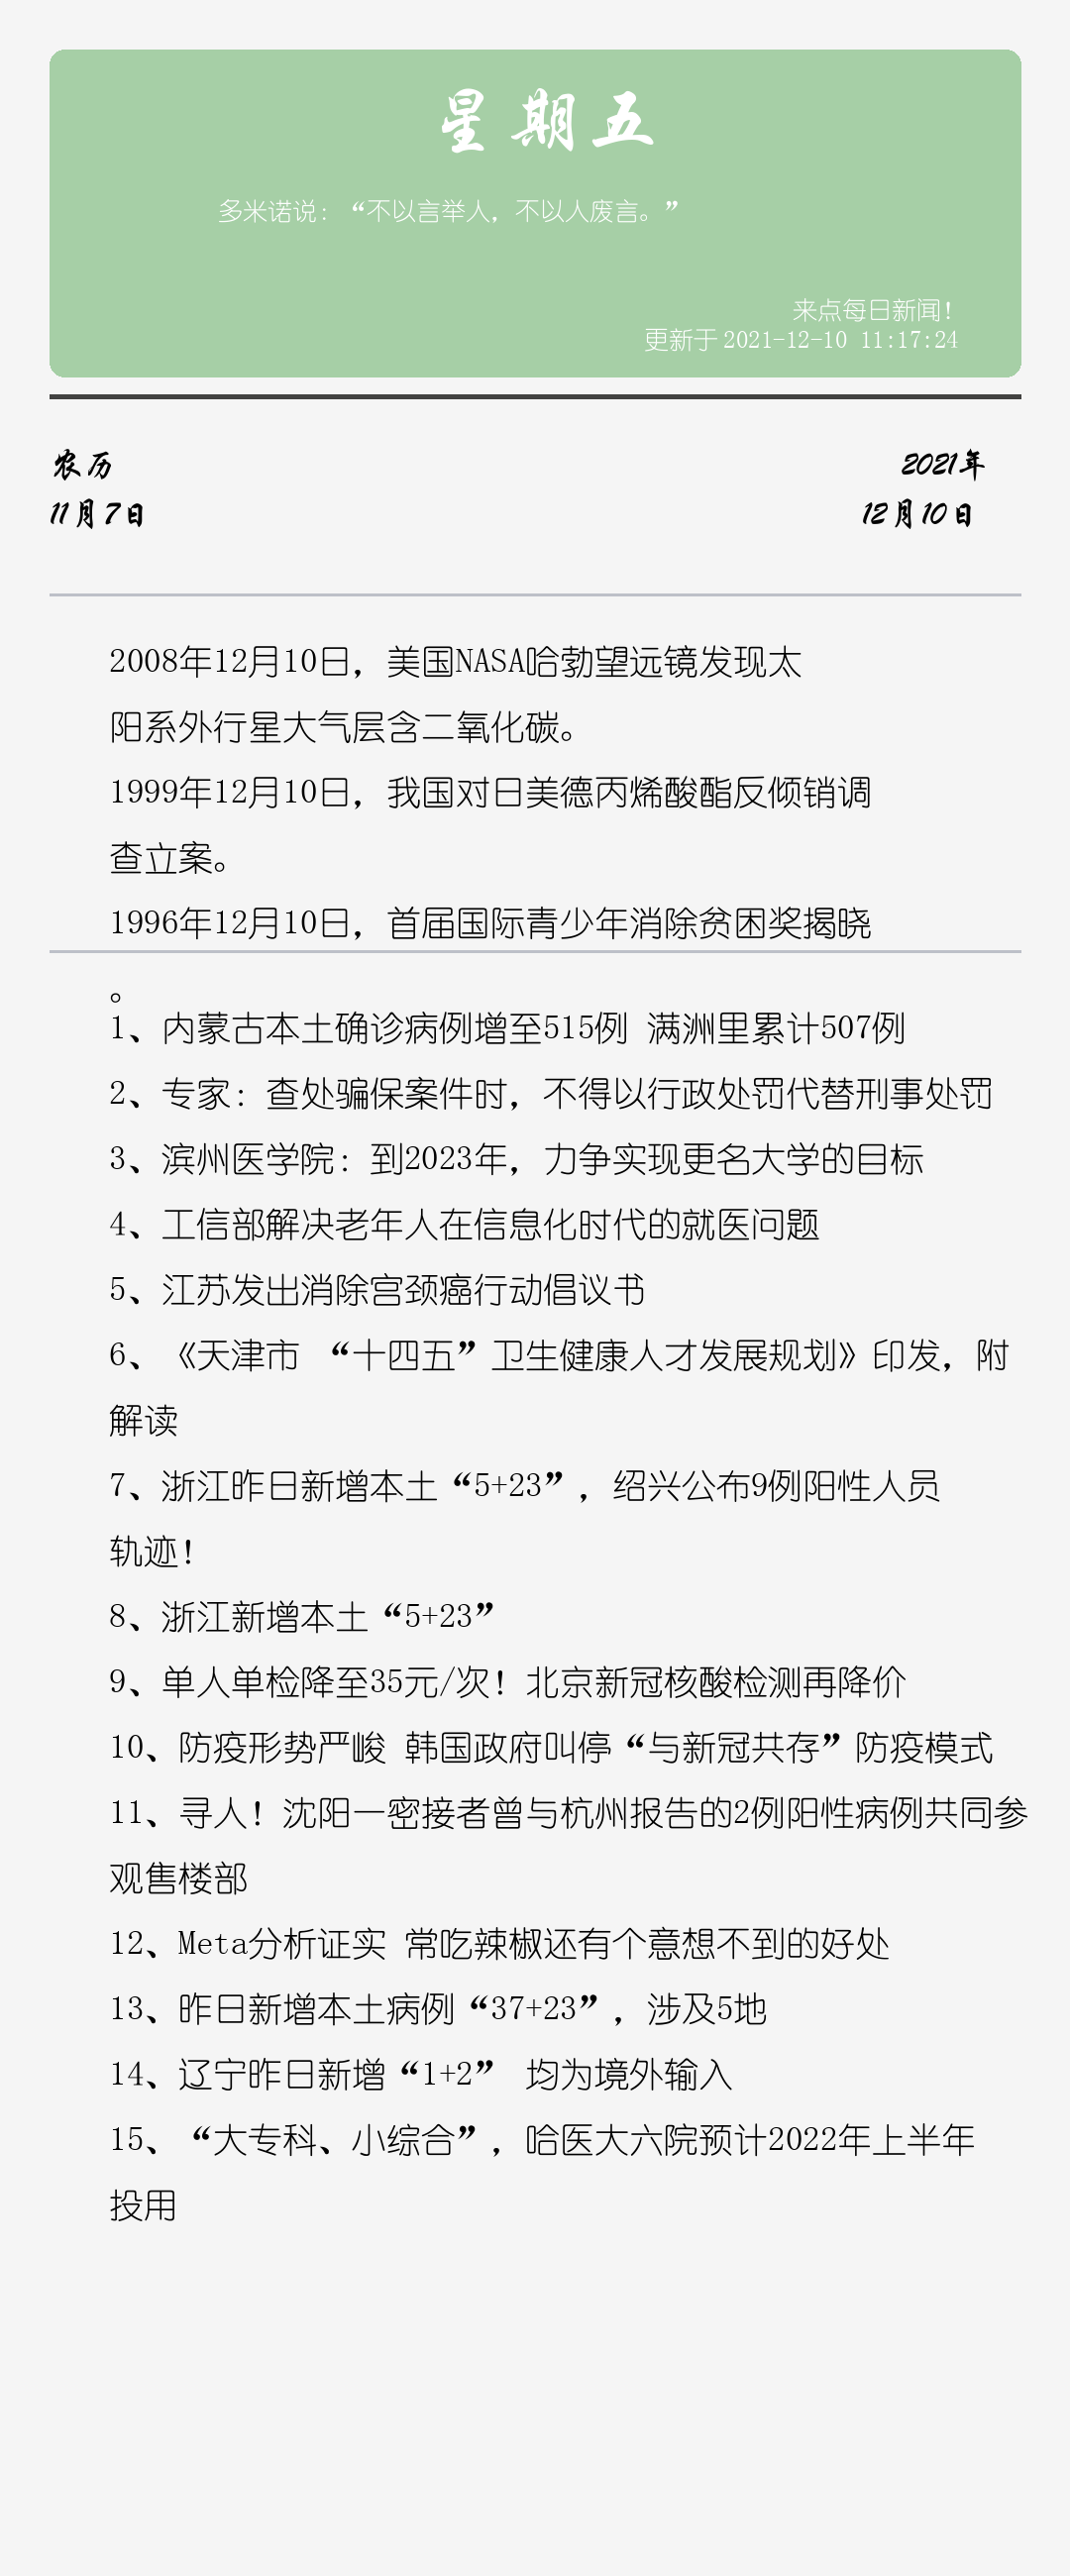 星期五
多米诺说：“不以言举人，不以人废言。”
来点每日新闻！
更新于 2021-12-10 11:17:24
农历
2021年
11月7日
12月10日
2008年12月10日，美国NASA哈勃望远镜发现太
阳系外行星大气层含二氧化碳。
1999年12月10日，我国对日美德丙烯酸酯反倾销调
查立案。
1996年12月10日，首届国际青少年消除贫困奖揭晓
。
1、内蒙古本土确诊病例增至515例 满洲里累计507例
2、专家：查处骗保案件时，不得以行政处罚代替刑事处罚
3、滨州医学院：到2023年，力争实现更名大学的目标
4、工信部解决老年人在信息化时代的就医问题
5、江苏发出消除宫颈癌行动倡议书
6、《天津市 “十四五”卫生健康人才发展规划》印发，附
解读
7、浙江昨日新增本土“5+23”，绍兴公布9例阳性人员
轨迹！
8、浙江新增本土“5+23”
9、单人单检降至35元/次！北京新冠核酸检测再降价
10、防疫形势严峻 韩国政府叫停“与新冠共存”防疫模式
11、寻人！沈阳一密接者曾与杭州报告的2例阳性病例共同参
观售楼部
12、Meta分析证实 常吃辣椒还有个意想不到的好处
13、昨日新增本土病例“37+23”，涉及5地
14、辽宁昨日新增“1+2” 均为境外输入
15、“大专科、小综合”，哈医大六院预计2022年上半年
投用